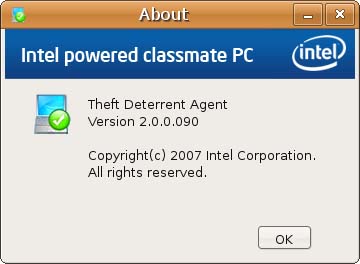 About
Intel powered classmate PC
intel
Theft Deterrent Agent
Version 2.0.0.090
Copyright(c) 2007 Intel Corporation.
All rights reserved.
OK